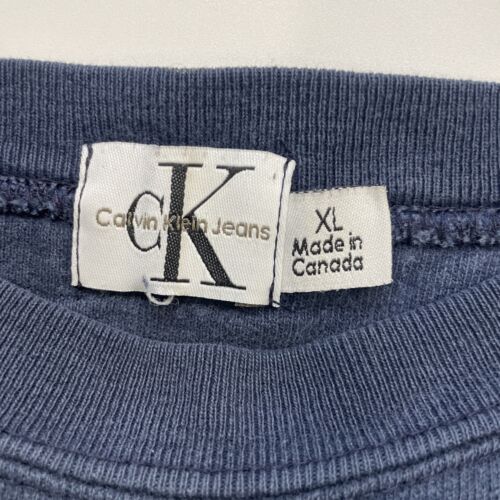 CK
Calvin Klein Jeans
XL
Made in
Canada